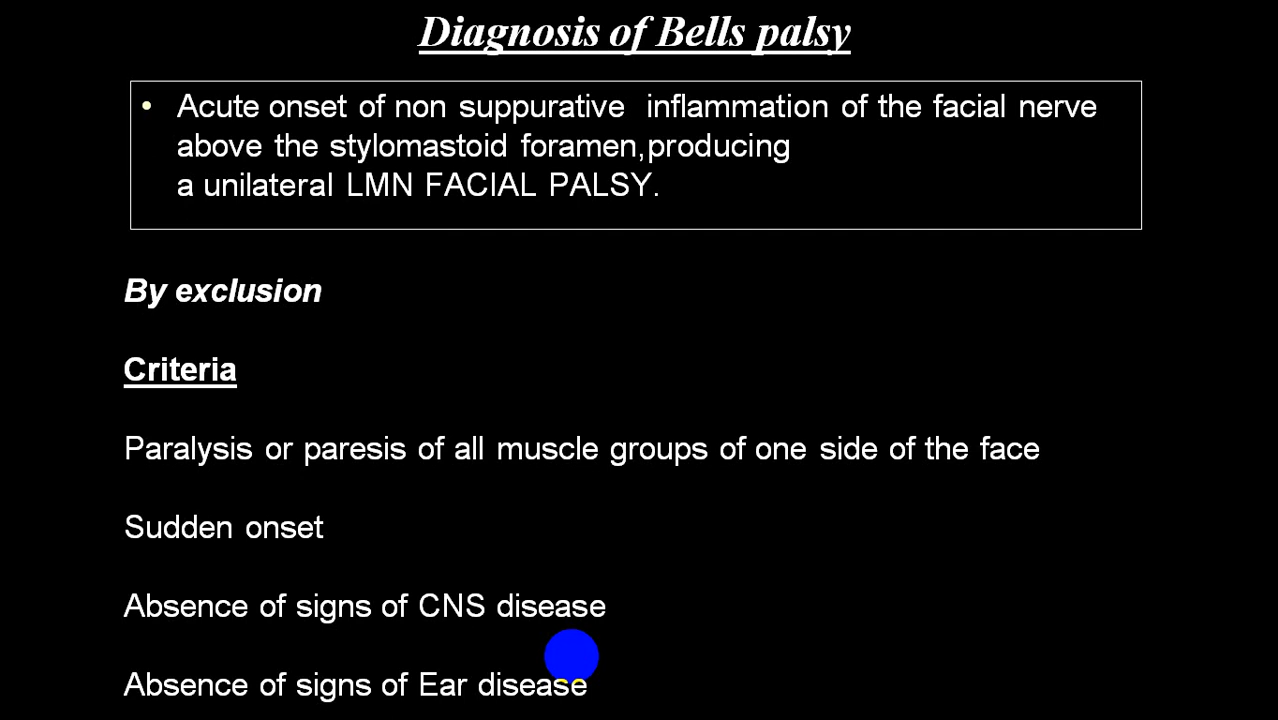 Diagnosis of Bells palsy
• Acute onset of non suppurative inflammation of the facial nerve
above the stylomastoid foramen,producing
a unilateral LMN FACIAL PALSY.
By exclusion
Criteria
Paralysis or paresis of all muscle groups of one side of the face
Sudden onset
Absence of signs of CNS disease
Absence of signs of Ear disease